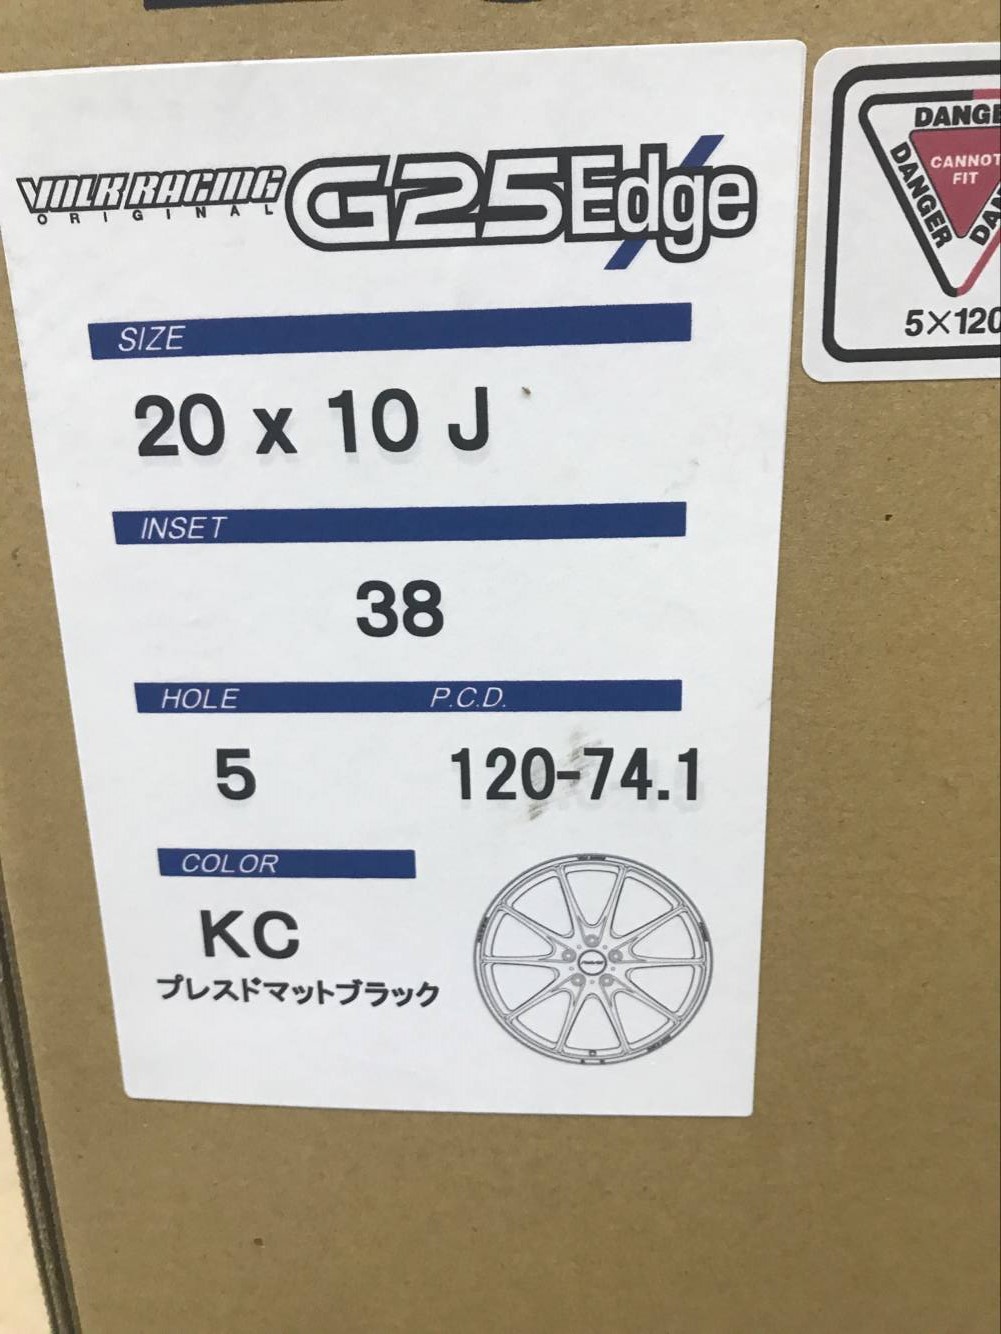 VOLK RACING
ORIGINAL
G25Edge
SIZE
20 x 10 J
INSET
38
HOLE P.C.D.
5 120-74.1
COLOR
KC
プレスドマットブラック
DANGE
CANNOT
FIT
DANGER
DAN
5×120